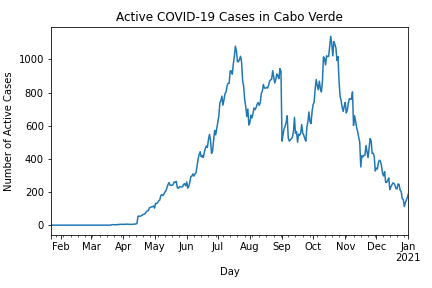 Active COVID-19 Cases in Cabo Verde
Number of Active Cases
1000
800
600
400
200
0
Feb Mar Apr May Jun Jul Aug Sep Oct Nov Dec Jan
2021
Day